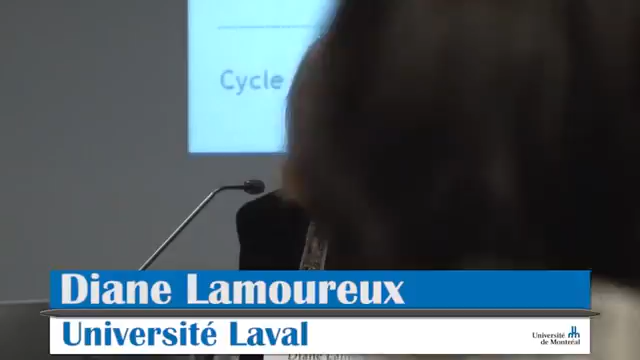 Cycle
Diane Lamoureux
Université Laval
Université
de Montréal